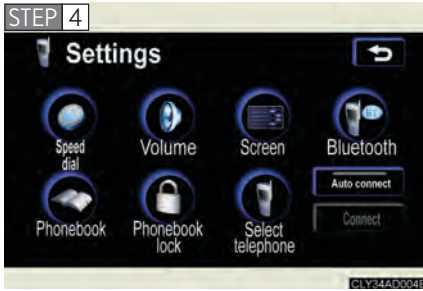 STEP 4
Settings
Speed
dial
Volume
Screen
Bluetooth
Auto connect
Phonebook
Phonebook
lock
Select
telephone
Connect
CLY34AD004E